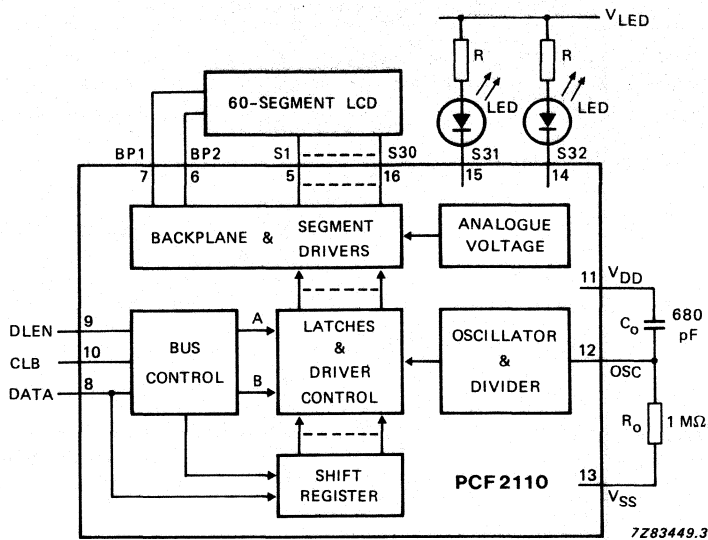 VLED
R
R
60-SEGMENT LCD
LED
LED
BP1
BP2
S1
S30
S31
S32
7
6
5
16
15
14
BACKPLANE & SEGMENT
DRIVERS
ANALOGUE
VOLTAGE
11
VDD
Co
680
pF
DLEN
9
CLB
10
DATA
8
BUS
CONTROL
A
B
LATCHES
&
DRIVER
CONTROL
OSCILLATOR
&
DIVIDER
12
OSC
Ro
1 MΩ
SHIFT
REGISTER
PCF2110
13
VSS
7Z83449.3